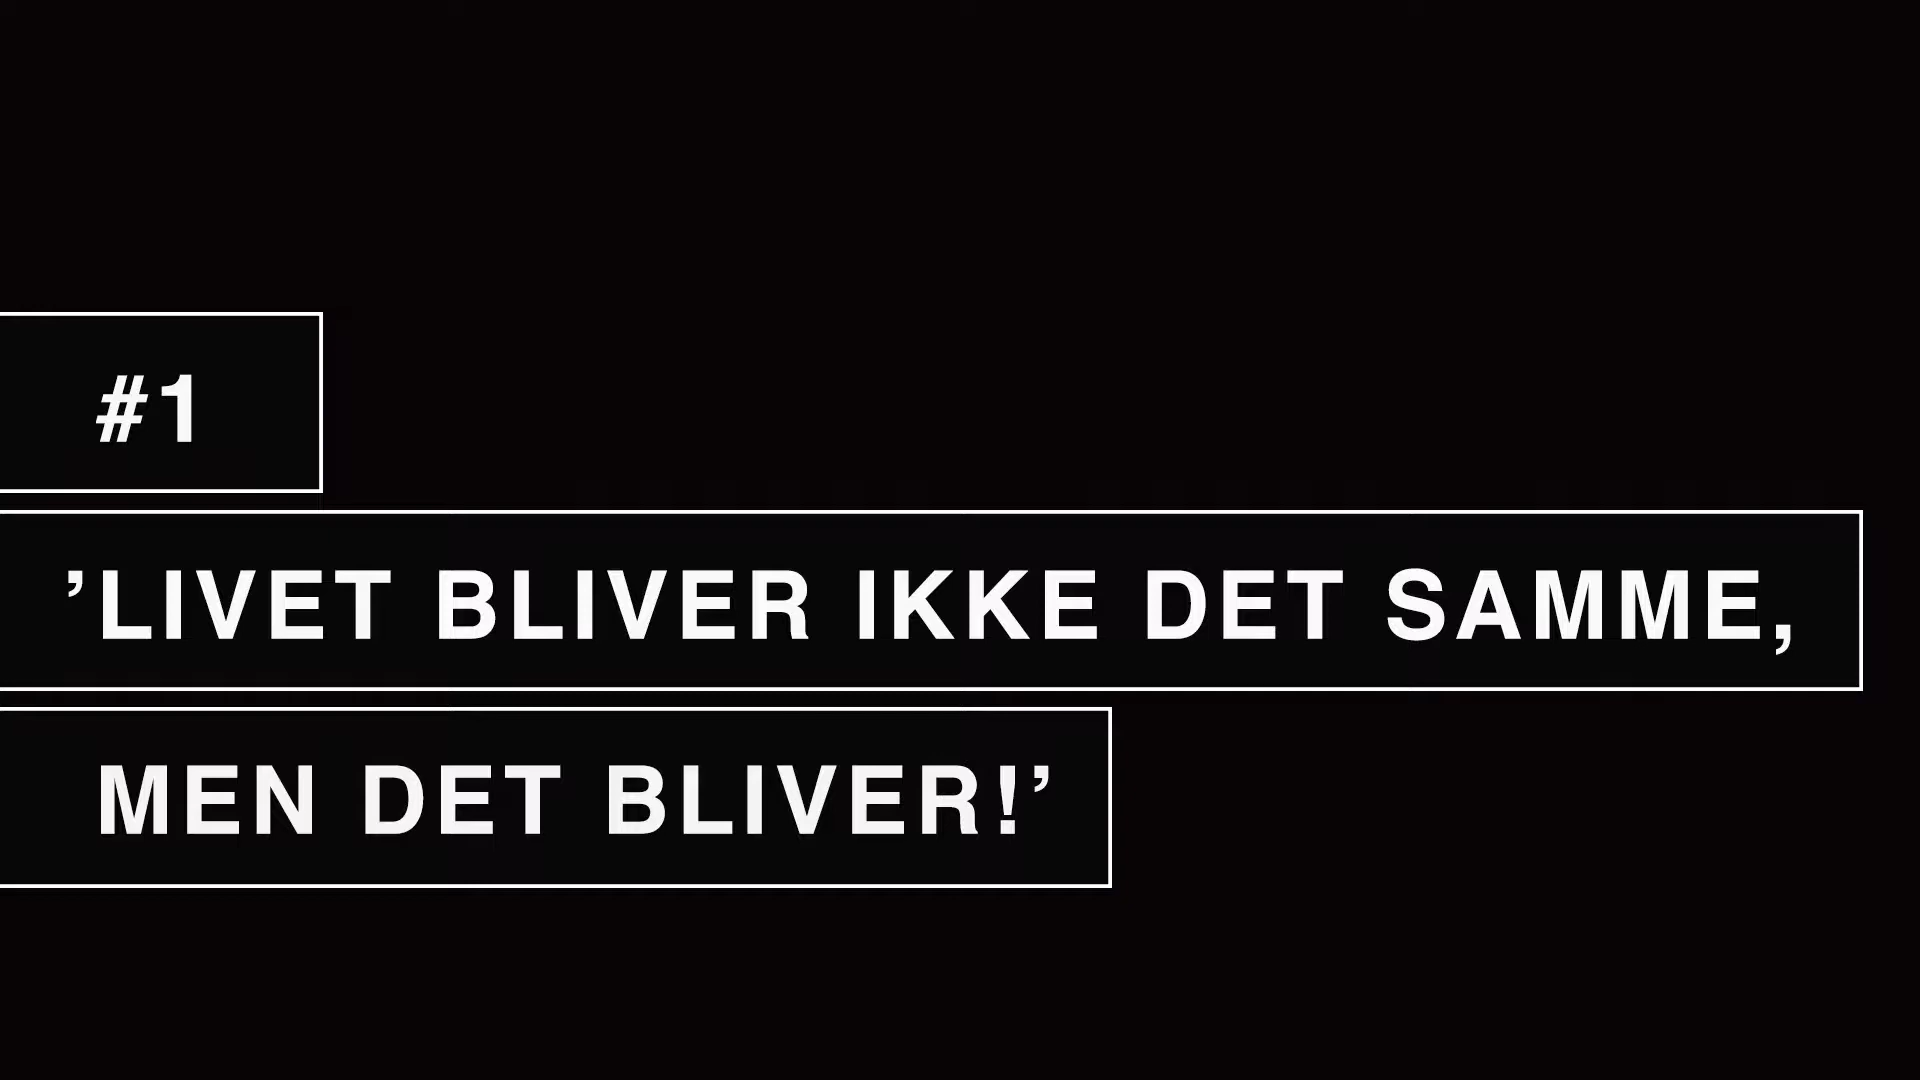 #1
’LIVET BLIVER IKKE DET SAMME,
MEN DET BLIVER!’